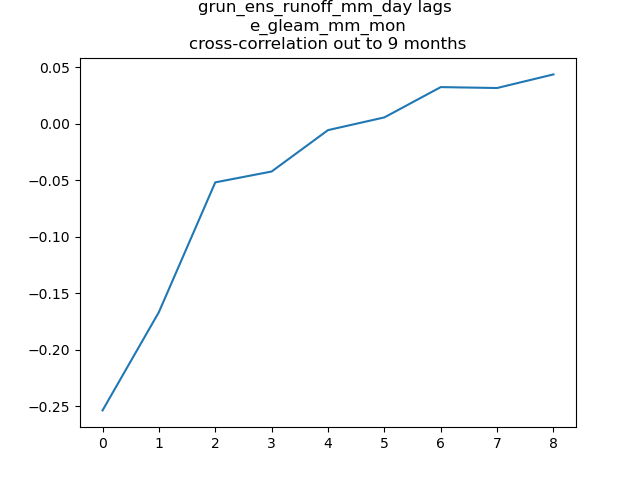 grun_ens_runoff_mm_day lags
e_gleam_mm_mon
cross-correlation out to 9 months
0.05
0.00
−0.05
−0.10
−0.15
−0.20
−0.25
0 1 2 3 4 5 6 7 8